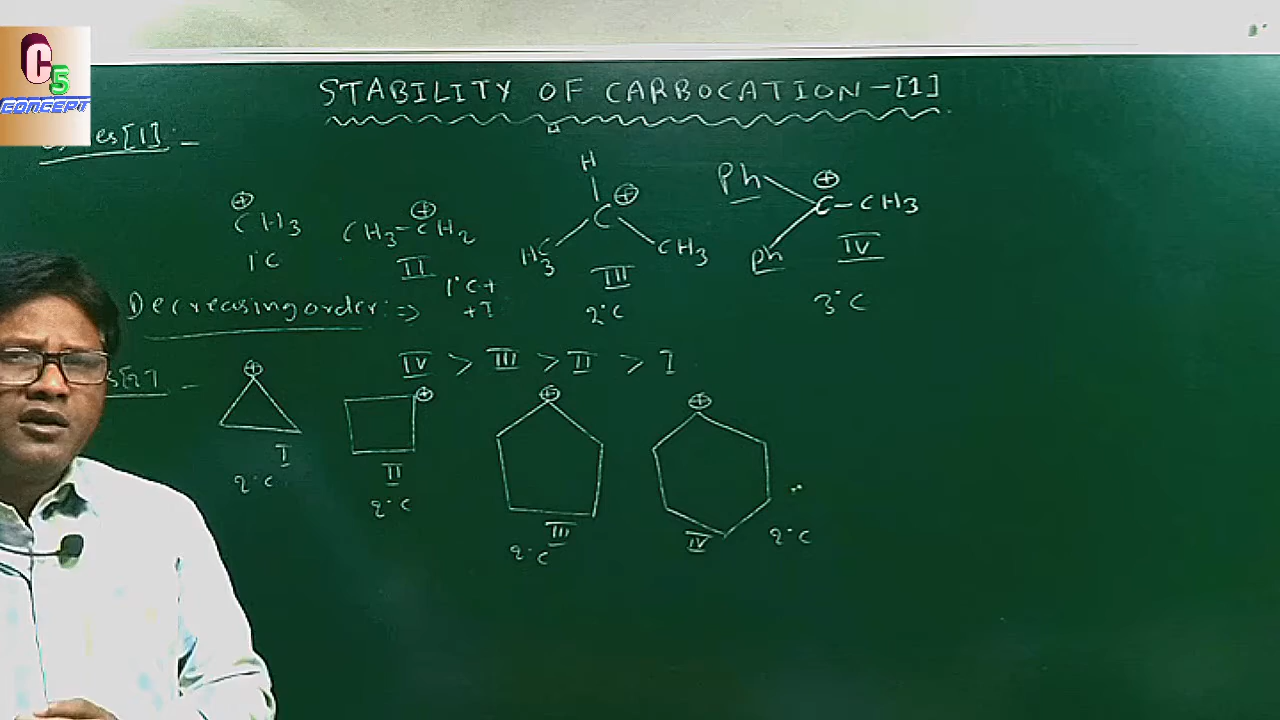 C5
CONCEPT
STABILITY OF CARBOCATION-[1]
es[1]:-
⊕CH3
1°C
CH3-⊕CH2
II
1°C+
+I
H
C⊕
H3C
CH3
III
2°C
Ph
Ph
⊕C-CH3
IV
3°C
Decreasing order:=>
IV > III > II > I
s[2] -
⊕
I
2°C
⊕
II
2°C
⊕
III
2°C
⊕
IV
2°C